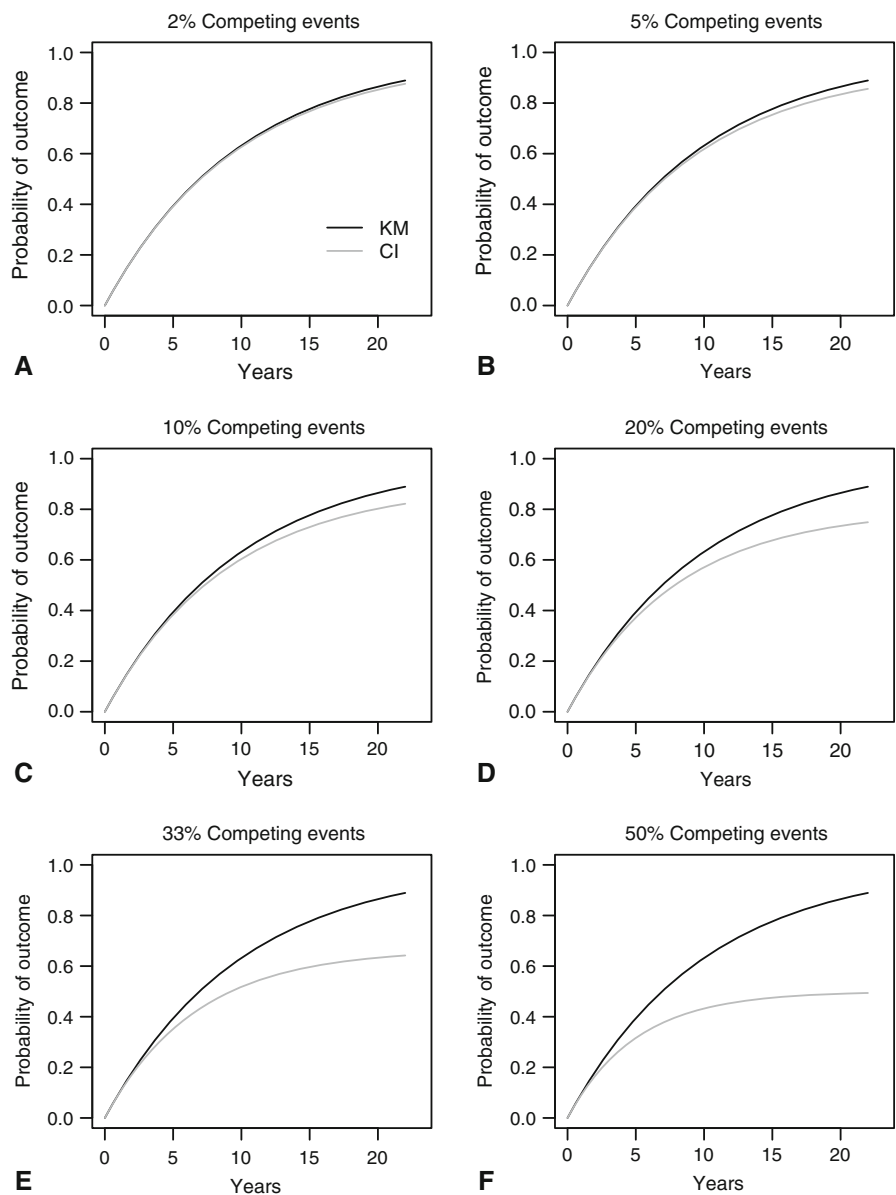 2% Competing events
Probability of outcome
1.0
0.8
0.6
0.4
0.2
0.0
KM
CI
0 5 10 15 20
Years
A
5% Competing events
Probability of outcome
1.0
0.8
0.6
0.4
0.2
0.0
0 5 10 15 20
Years
B
10% Competing events
Probability of outcome
1.0
0.8
0.6
0.4
0.2
0.0
0 5 10 15 20
Years
C
20% Competing events
Probability of outcome
1.0
0.8
0.6
0.4
0.2
0.0
0 5 10 15 20
Years
D
33% Competing events
Probability of outcome
1.0
0.8
0.6
0.4
0.2
0.0
0 5 10 15 20
Years
E
50% Competing events
Probability of outcome
1.0
0.8
0.6
0.4
0.2
0.0
0 5 10 15 20
Years
F